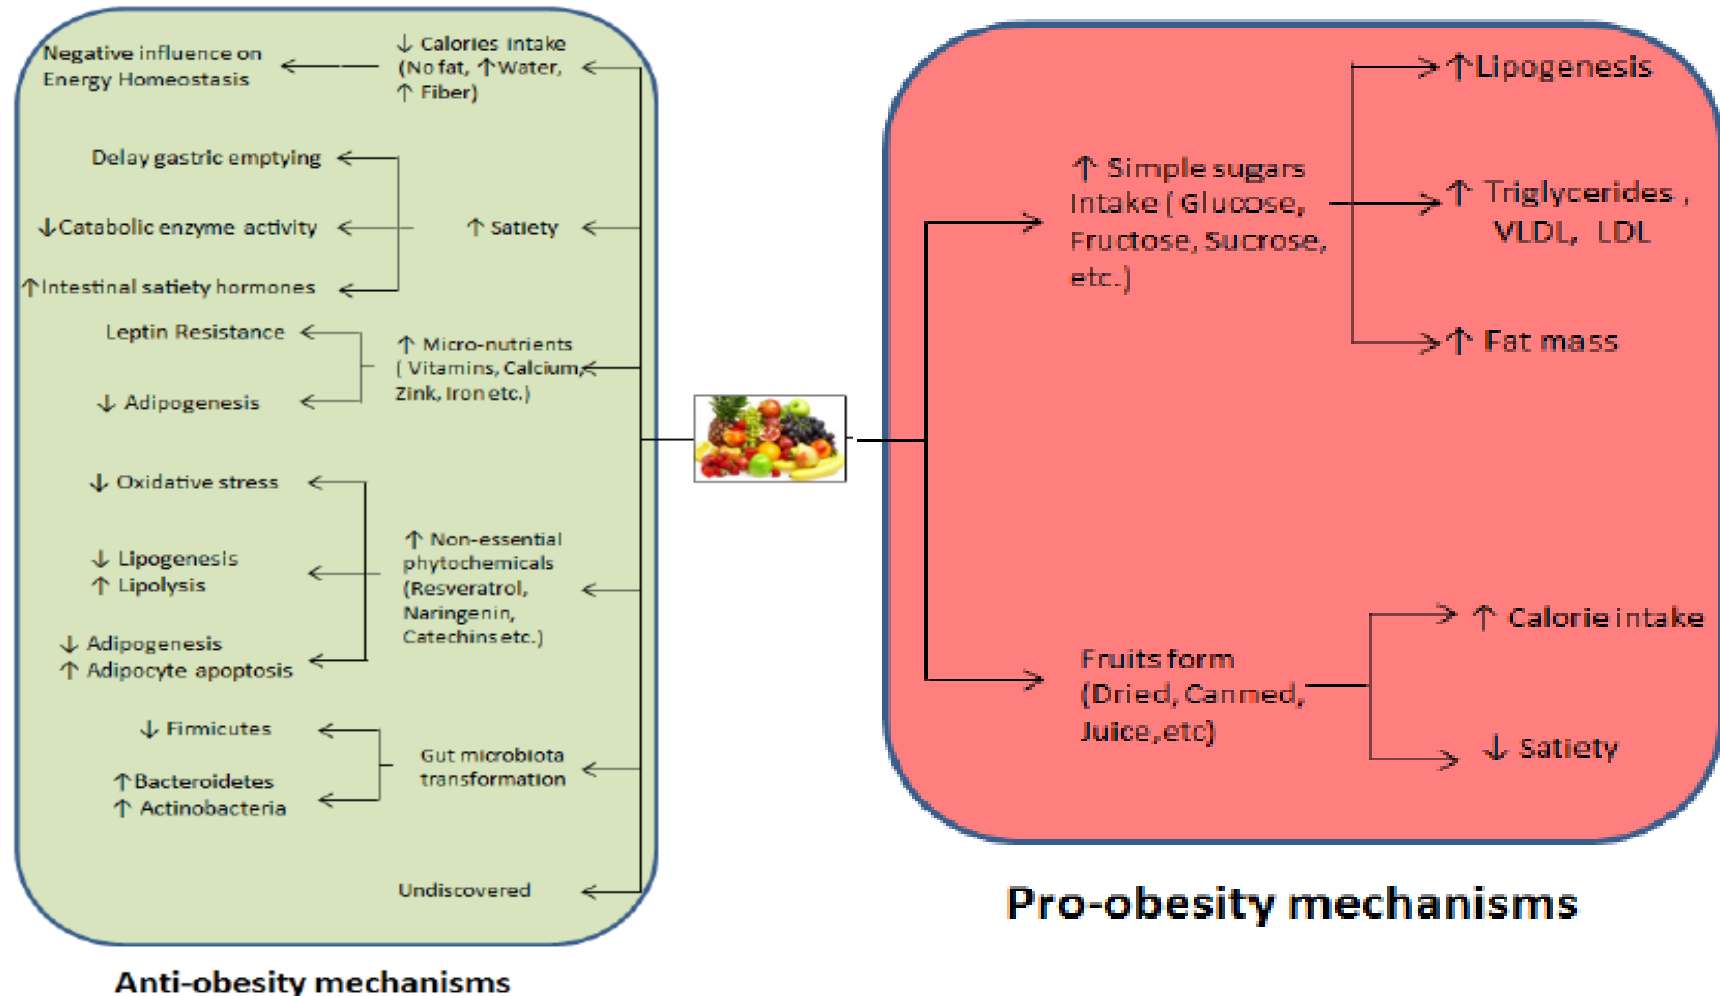 Negative influence on
Energy Homeostasis
↓ Calories intake
(No fat, ↑Water,
↑ Fiber)
Delay gastric emptying
↓Catabolic enzyme activity
↑Intestinal satiety hormones
↑ Satiety
Leptin Resistance
↓ Adipogenesis
↑ Micro-nutrients
( Vitamins, Calcium,
Zink, Iron etc.)
↓ Oxidative stress
↓ Lipogenesis
↑ Lipolysis
↓ Adipogenesis
↑ Adipocyte apoptosis
↑ Non-essential
phytochemicals
(Resveratrol,
Naringenin,
Catechins etc.)
↓ Firmicutes
↑Bacteroidetes
↑ Actinobacteria
Gut microbiota
transformation
Undiscovered
Anti-obesity mechanisms
↑ Simple sugars
Intake ( Glucose,
Fructose, Sucrose,
etc.)
↑Lipogenesis
↑ Triglycerides ,
VLDL, LDL
↑ Fat mass
Fruits form
(Dried, Canned,
Juice, etc)
↑ Calorie intake
↓ Satiety
Pro-obesity mechanisms